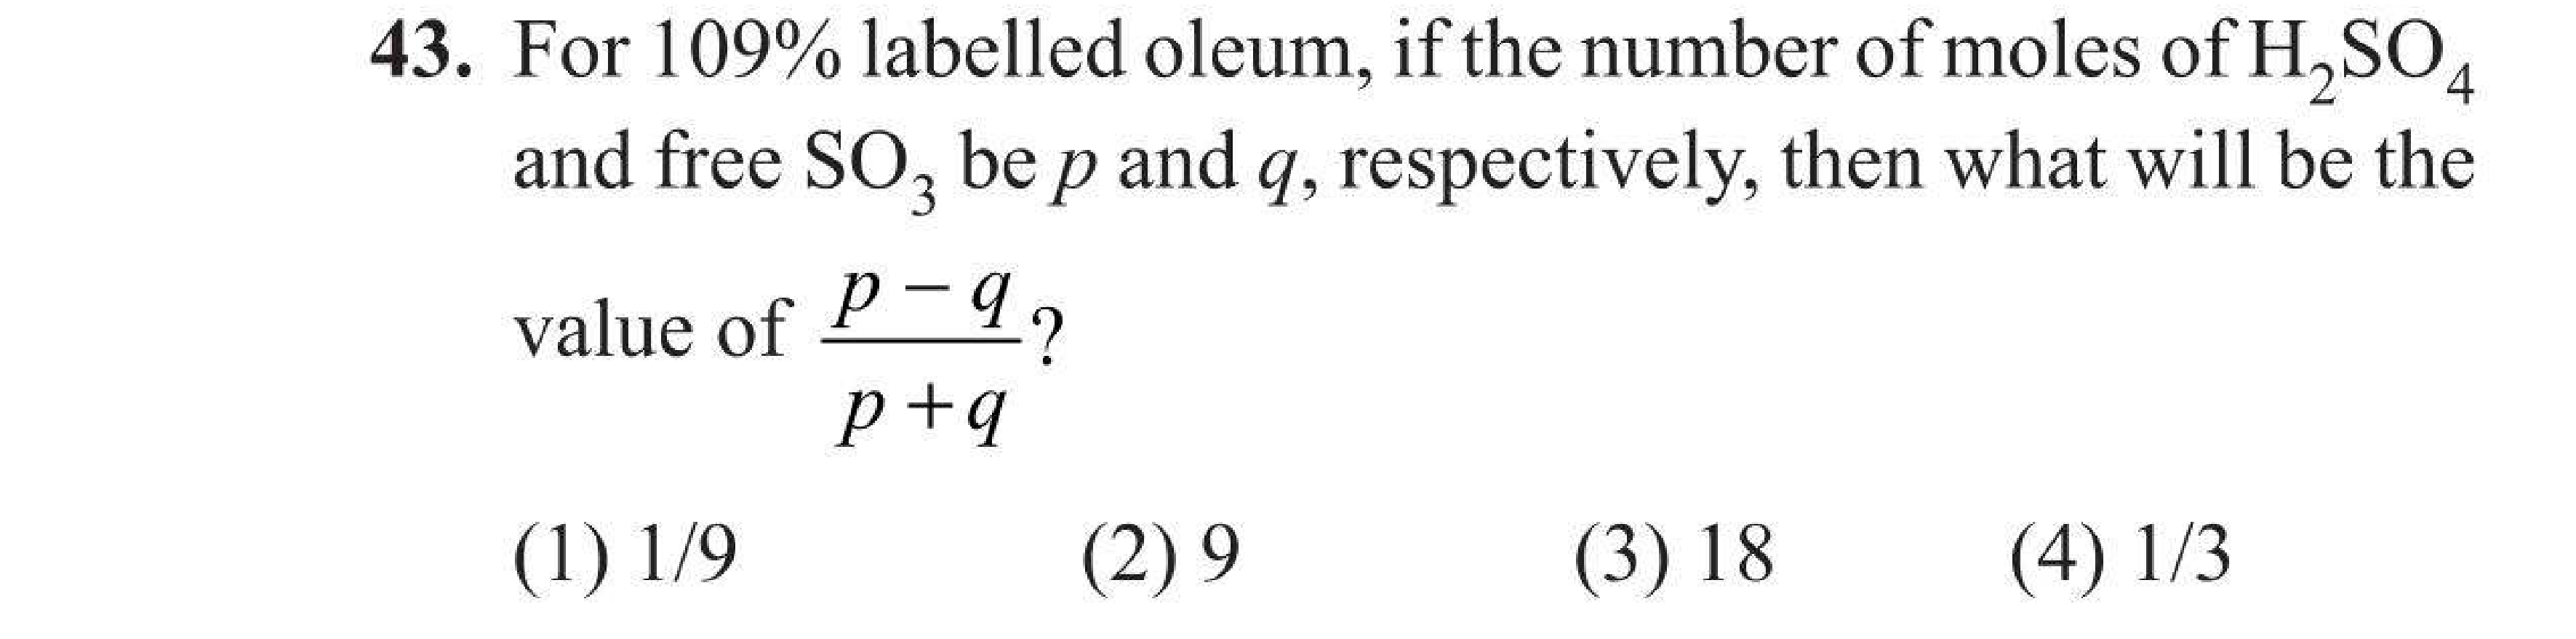 43. For 109% labelled oleum, if the number of moles of H₂SO₄
and free SO₃ be p and q, respectively, then what will be the
value of \frac{p-q}{p+q}?
(1) 1/9 (2) 9 (3) 18 (4) 1/3